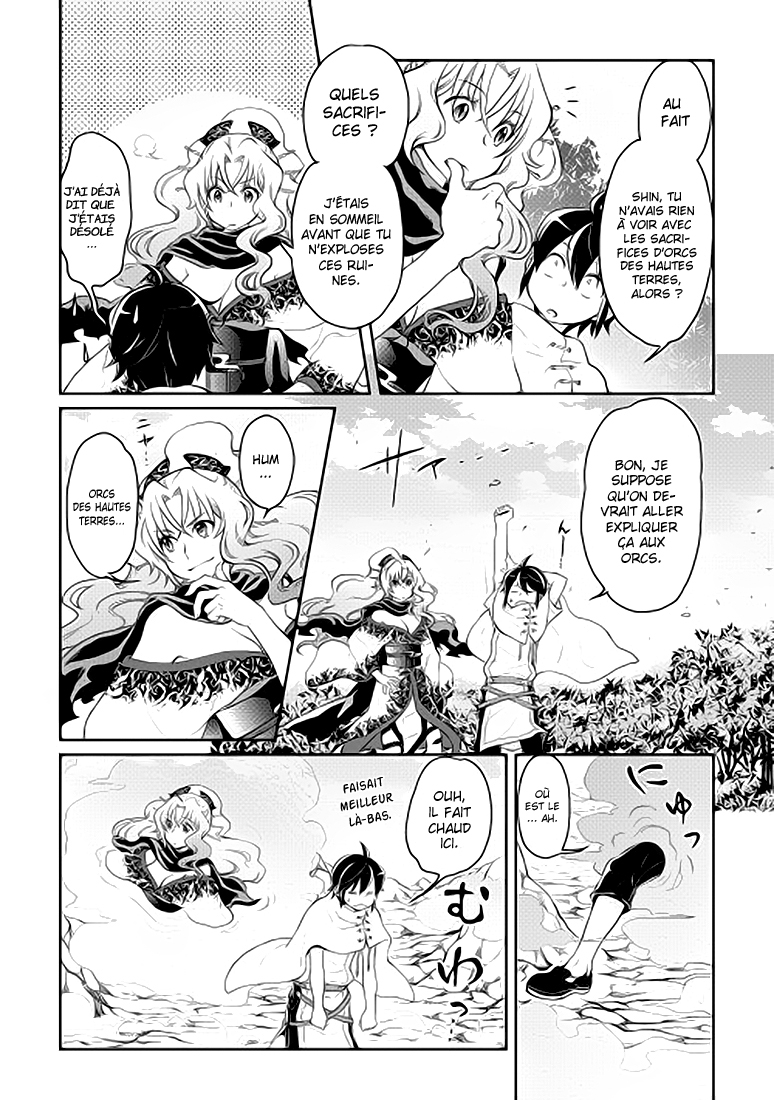 AU
FAIT
SHIN, TU
N'AVAIS RIEN
À VOIR AVEC
LES SACRI-
FICES D'ORCS
DES HAUTES
TERRES,
ALORS ?
QUELS
SACRIFI-
CES ?
J'ÉTAIS
EN SOMMEIL
AVANT QUE TU
N'EXPLOSES
CES RUI-
NES.
J'AI DÉJÀ
DIT QUE
J'ÉTAIS
DÉSOLÉ
...
BON, JE
SUPPOSE
QU'ON DE-
VRAIT ALLER
EXPLIQUER
ÇA AUX
ORCS.
HUM
...
ORCS
DES HAUTES
TERRES...
OÙ
EST LE
... AH.
にゅっ
OUH,
IL FAIT
CHAUD
ICI.
FAISAIT
MEILLEUR
LÀ-BAS.
むわっ…